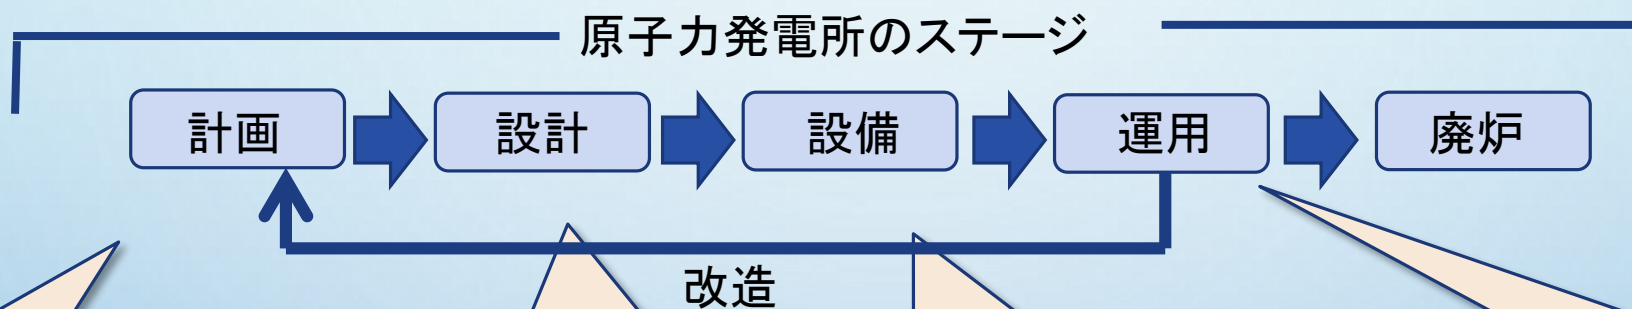 原子力発電所のステージ
計画
設計
設備
運用
廃炉
改造